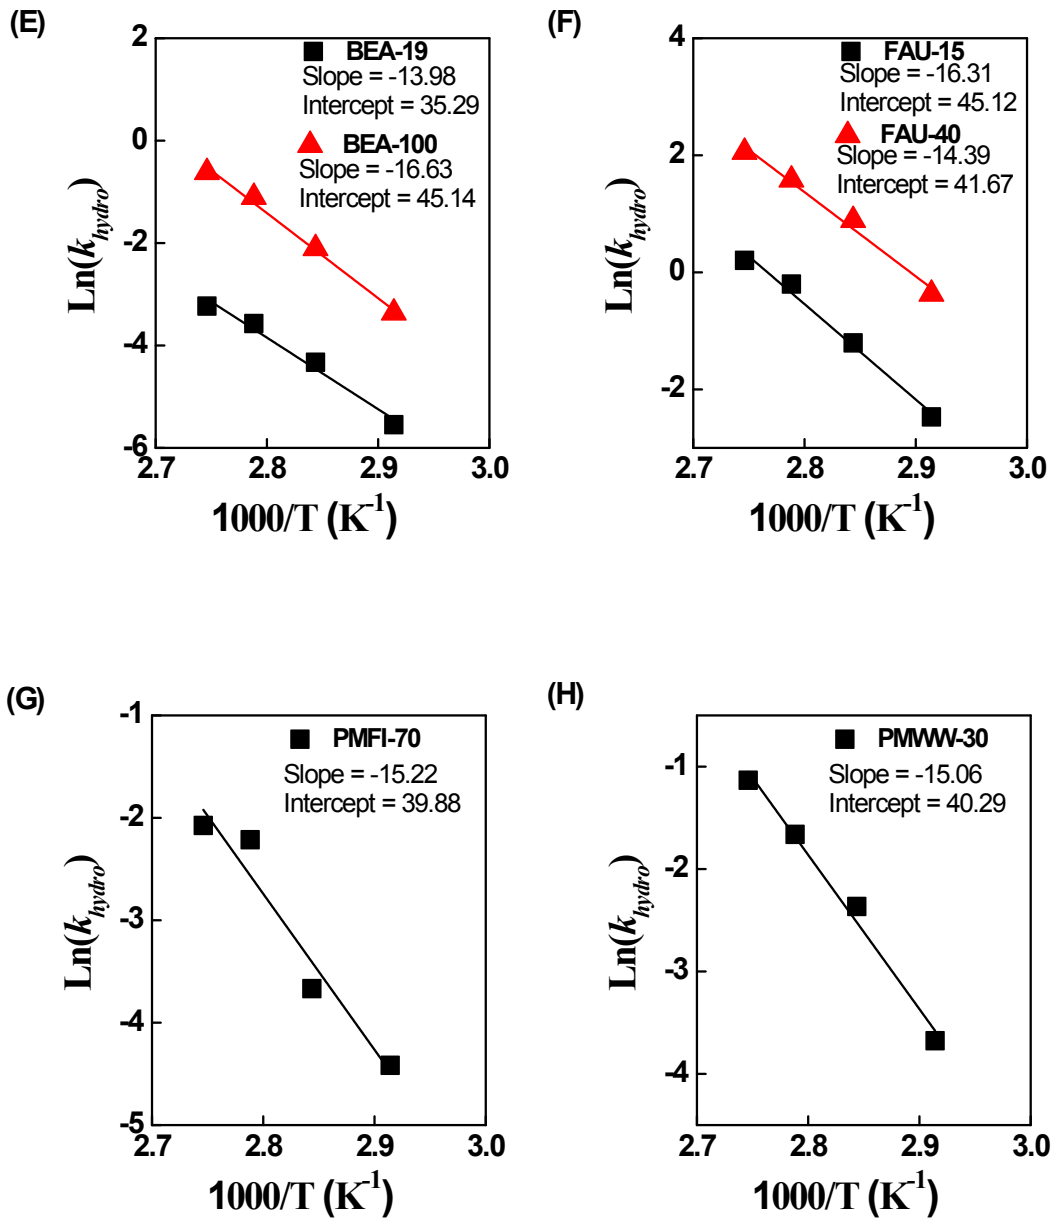 (E)
BEA-19
Slope = -13.98
Intercept = 35.29
BEA-100
Slope = -16.63
Intercept = 45.14
2
0
-2
-4
-6
2.7 2.8 2.9 3.0
Ln(k_hydro)
1000/T (K⁻¹)
(F)
FAU-15
Slope = -16.31
Intercept = 45.12
FAU-40
Slope = -14.39
Intercept = 41.67
4
2
0
-2
2.7 2.8 2.9 3.0
Ln(k_hydro)
1000/T (K⁻¹)
(G)
PMFI-70
Slope = -15.22
Intercept = 39.88
-1
-2
-3
-4
-5
2.7 2.8 2.9 3.0
Ln(k_hydro)
1000/T (K⁻¹)
(H)
PMWW-30
Slope = -15.06
Intercept = 40.29
-1
-2
-3
-4
2.7 2.8 2.9 3.0
Ln(k_hydro)
1000/T (K⁻¹)